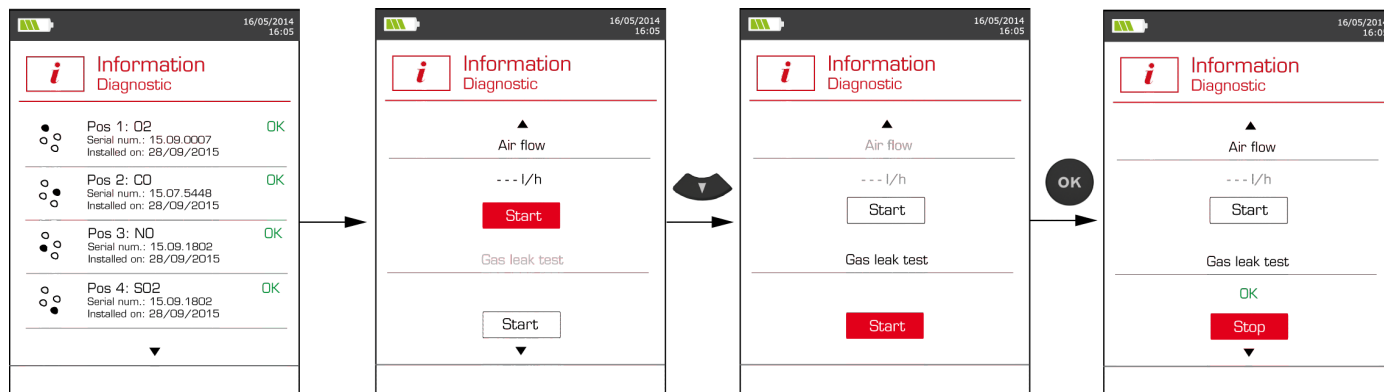 16/05/2014
16:05
i
Information
Diagnostic
Pos 1: O2
OK
Serial num.: 15.09.0007
Installed on: 28/09/2015
Pos 2: CO
OK
Serial num.: 15.07.5448
Installed on: 28/09/2015
Pos 3: NO
OK
Serial num.: 15.09.1802
Installed on: 28/09/2015
Pos 4: SO2
OK
Serial num.: 15.09.1802
Installed on: 28/09/2015
16/05/2014
16:05
i
Information
Diagnostic
Air flow
--- l/h
Start
Gas leak test
Start
16/05/2014
16:05
i
Information
Diagnostic
Air flow
--- l/h
Start
Gas leak test
Start
OK
16/05/2014
16:05
i
Information
Diagnostic
Air flow
--- l/h
Start
Gas leak test
OK
Stop